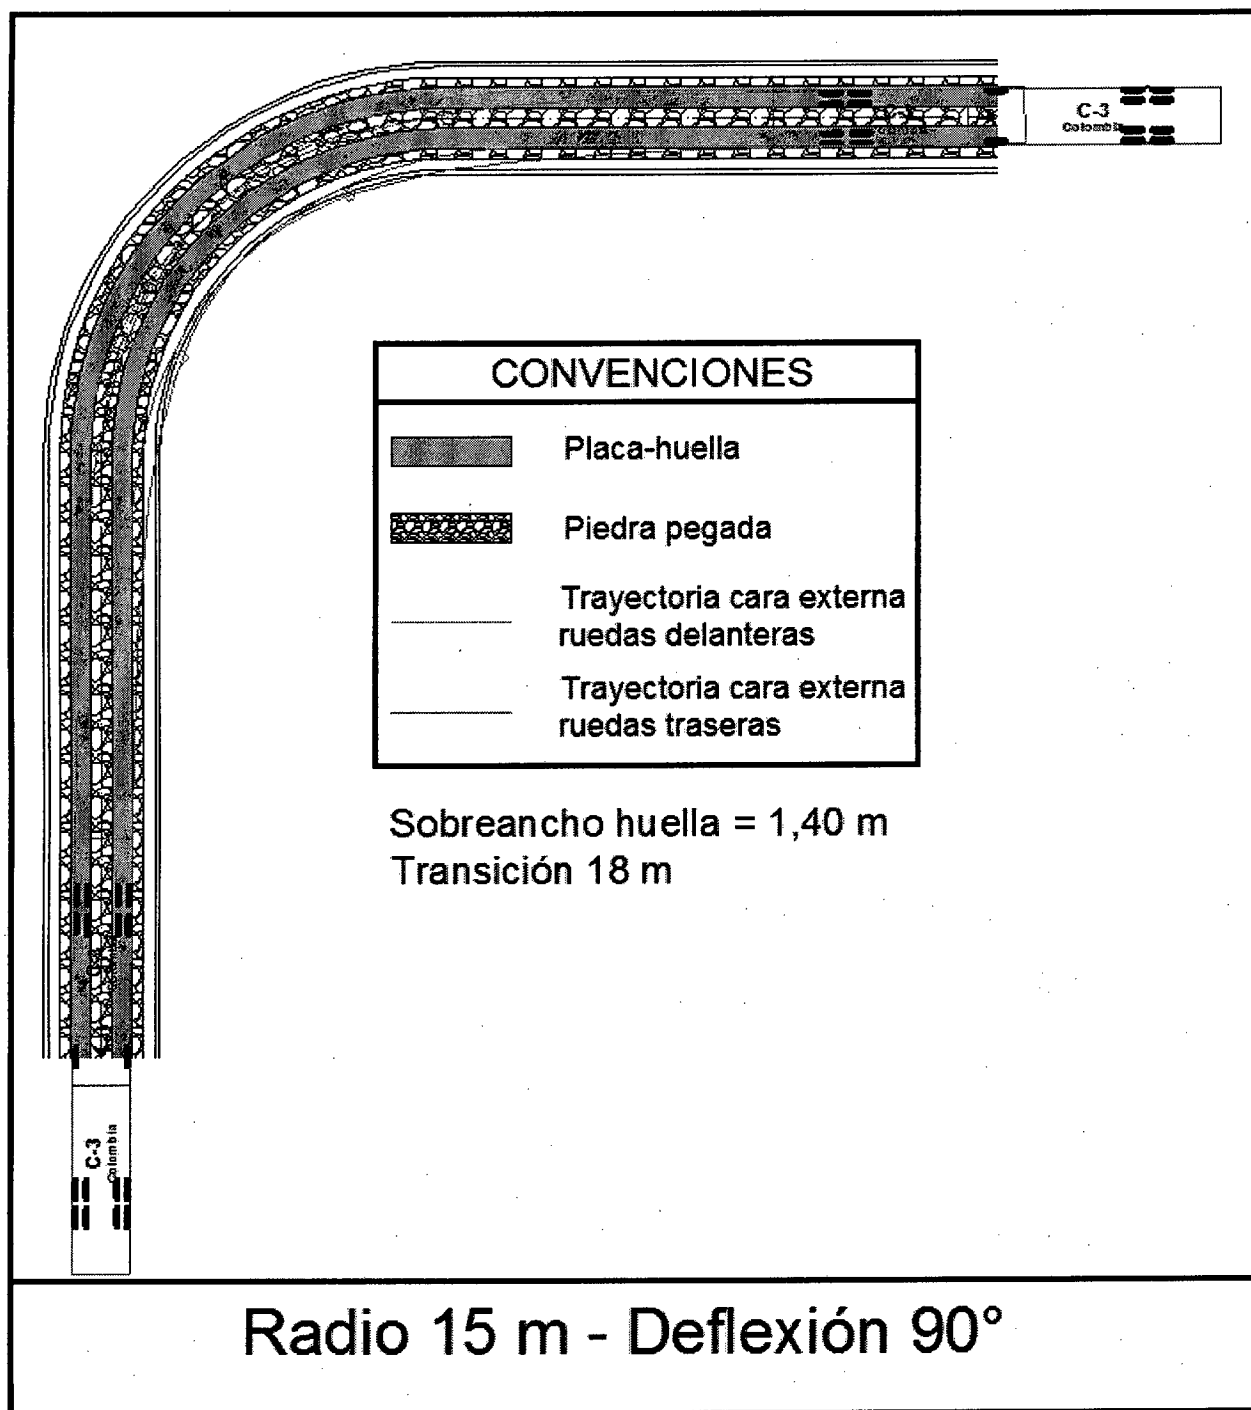 C-3
Colombia
CONVENCIONES
Placa-huella
Piedra pegada
Trayectoria cara externa
ruedas delanteras
Trayectoria cara externa
ruedas traseras
Sobreancho huella = 1,40 m
Transición 18 m
C-3
Colombia
Radio 15 m - Deflexión 90°